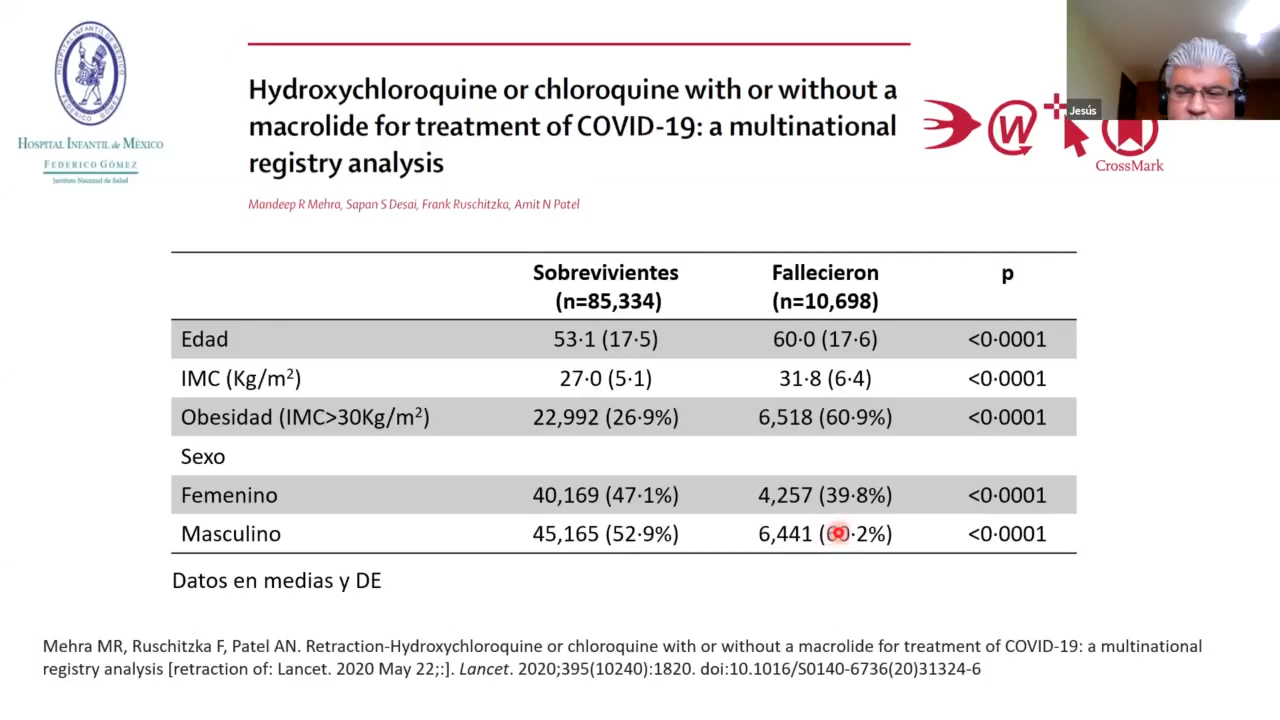 HOSPITAL INFANTIL
FEDERICO GÓMEZ
HOSPITAL INFANTIL de MÉXICO
FEDERICO GÓMEZ
Instituto Nacional de Salud
Hydroxychloroquine or chloroquine with or without a
macrolide for treatment of COVID-19: a multinational
registry analysis
Mandeep R Mehra, Sapan S Desai, Frank Ruschitzka, Amit N Patel
W
Jesús
CrossMark
Sobrevivientes Fallecieron p
(n=85,334) (n=10,698)
Edad 53·1 (17·5) 60·0 (17·6) <0·0001
IMC (Kg/m²) 27·0 (5·1) 31·8 (6·4) <0·0001
Obesidad (IMC>30Kg/m²) 22,992 (26·9%) 6,518 (60·9%) <0·0001
Sexo
Femenino 40,169 (47·1%) 4,257 (39·8%) <0·0001
Masculino 45,165 (52·9%) 6,441 (60·2%) <0·0001
Datos en medias y DE
Mehra MR, Ruschitzka F, Patel AN. Retraction-Hydroxychloroquine or chloroquine with or without a macrolide for treatment of COVID-19: a multinational
registry analysis [retraction of: Lancet. 2020 May 22;:]. Lancet. 2020;395(10240):1820. doi:10.1016/S0140-6736(20)31324-6